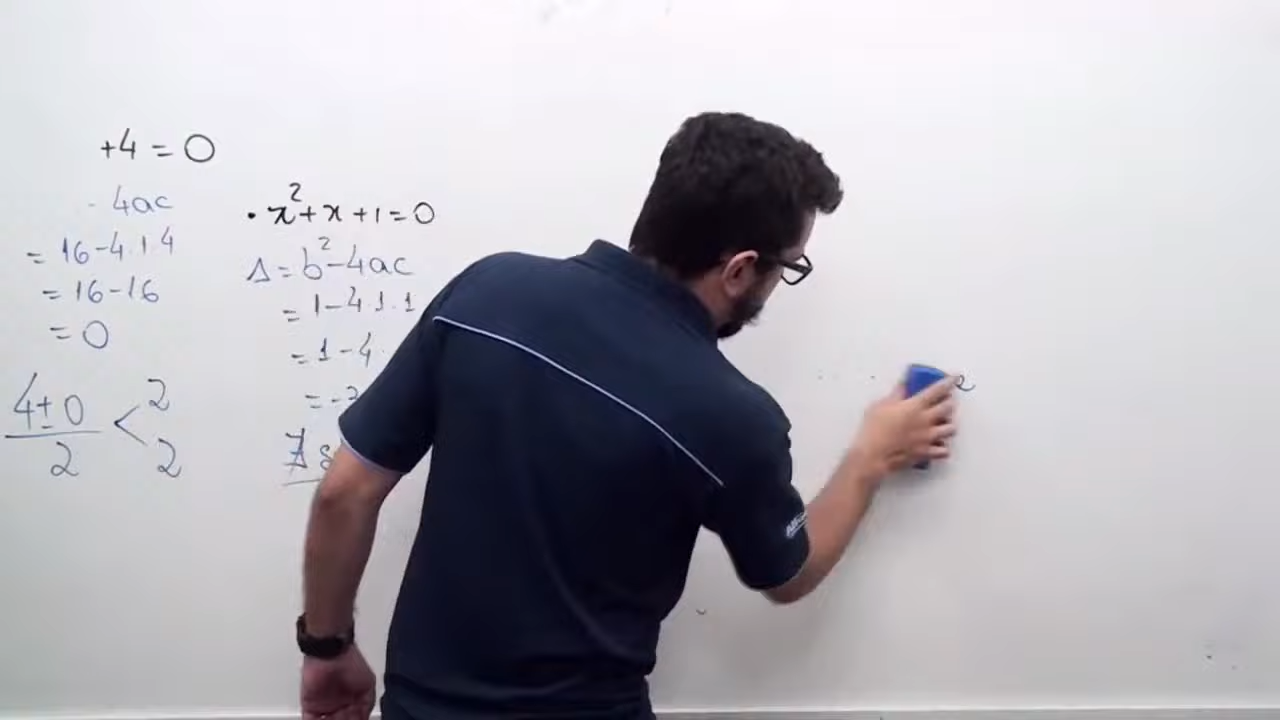 +4 = 0
- 4ac
= 16-4.1.4
= 16-16
= 0
4±0
2
< 2
2
• x²+x+1=0
Δ = b²-4ac
= 1-4.1.1
= 1-4
= -3
∄